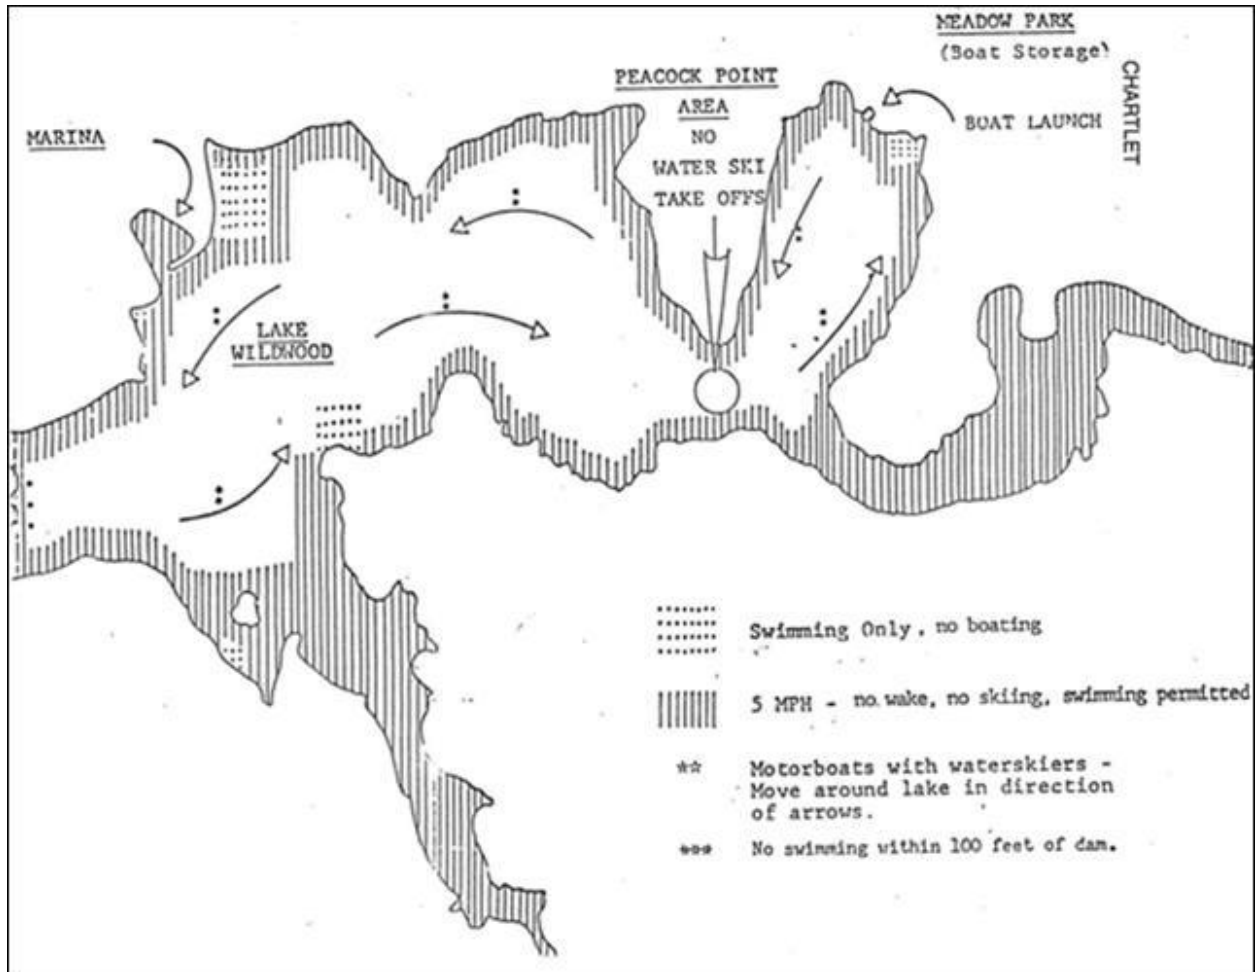 MEADOW PARK
(Boat Storage)
CHARTLET
PEACOCK POINT
AREA
NO
WATER SKI
TAKE OFFS
BOAT LAUNCH
MARINA
LAKE
WILDWOOD
Swimming Only, no boating
5 MPH - no wake, no skiing, swimming permitted
** Motorboats with waterskiers -
Move around lake in direction
of arrows.
*** No swimming within 100 feet of dam.